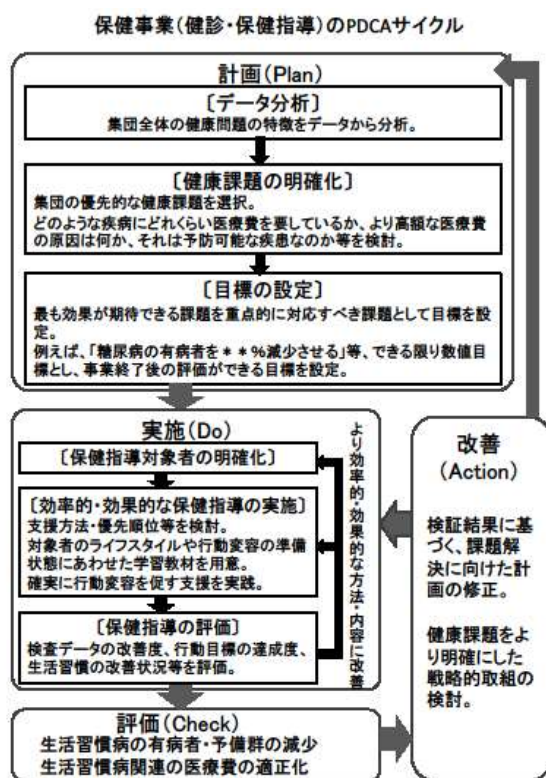 保健事業(健診・保健指導)のPDCAサイクル
計画(Plan)
〔データ分析〕
集団全体の健康問題の特徴をデータから分析。
〔健康課題の明確化〕
集団の優先的な健康課題を選択。
どのような疾病にどれくらい医療費を要しているか、より高額な医療費
の原因は何か、それは予防可能な疾患なのか等を検討。
〔目標の設定〕
最も効果が期待できる課題を重点的に対応すべき課題として目標を設
定。
例えば、「糖尿病の有病者を**%減少させる」等、できる限り数値目
標とし、事業終了後の評価ができる目標を設定。
実施(Do)
〔保健指導対象者の明確化〕
〔効率的・効果的な保健指導の実施〕
支援方法・優先順位等を検討。
対象者のライフスタイルや行動変容の準備
状態にあわせた学習教材を用意。
確実に行動変容を促す支援を実践。
〔保健指導の評価〕
検査データの改善度、行動目標の達成度、
生活習慣の改善状況等を評価。
より効率的・効果的な方法・内容に改善
評価(Check)
生活習慣病の有病者・予備群の減少
生活習慣病関連の医療費の適正化
改善
(Action)
検証結果に基
づく、課題解
決に向けた計
画の修正。
健康課題をよ
り明確にした
戦略的取組の
検討。